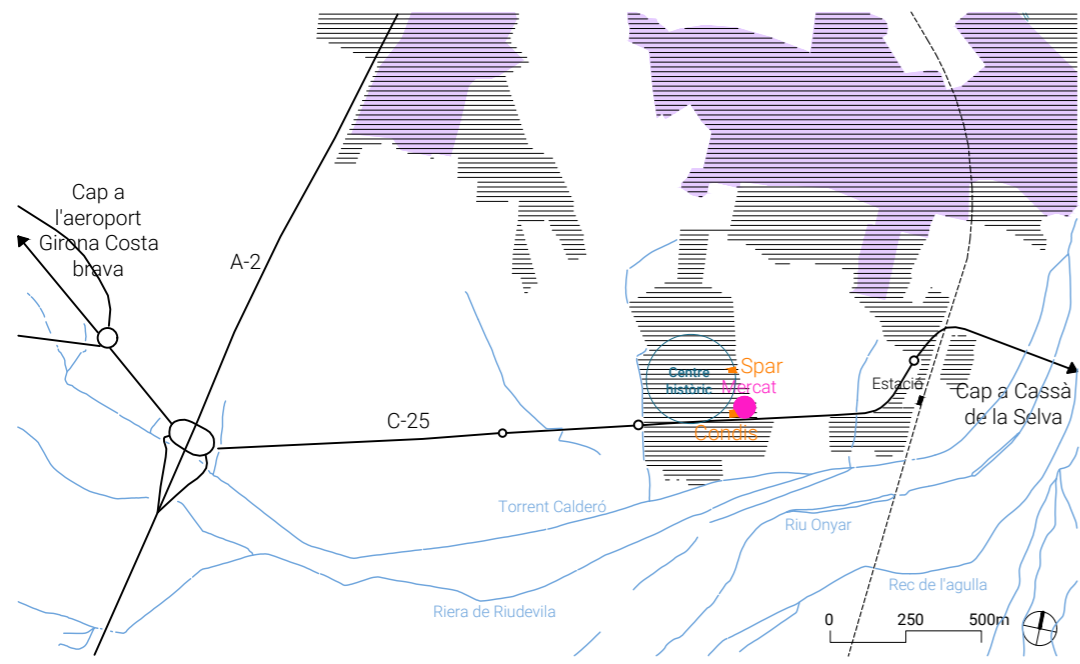 Cap a
l'aeroport
Girona Costa
brava
A-2
C-25
Centre
històric
Spar
Mercat
Condis
Estació
Cap a Cassà
de la Selva
Torrent Calderó
Riu Onyar
Rec de l'agulla
Riera de Riudevila
0 250 500m